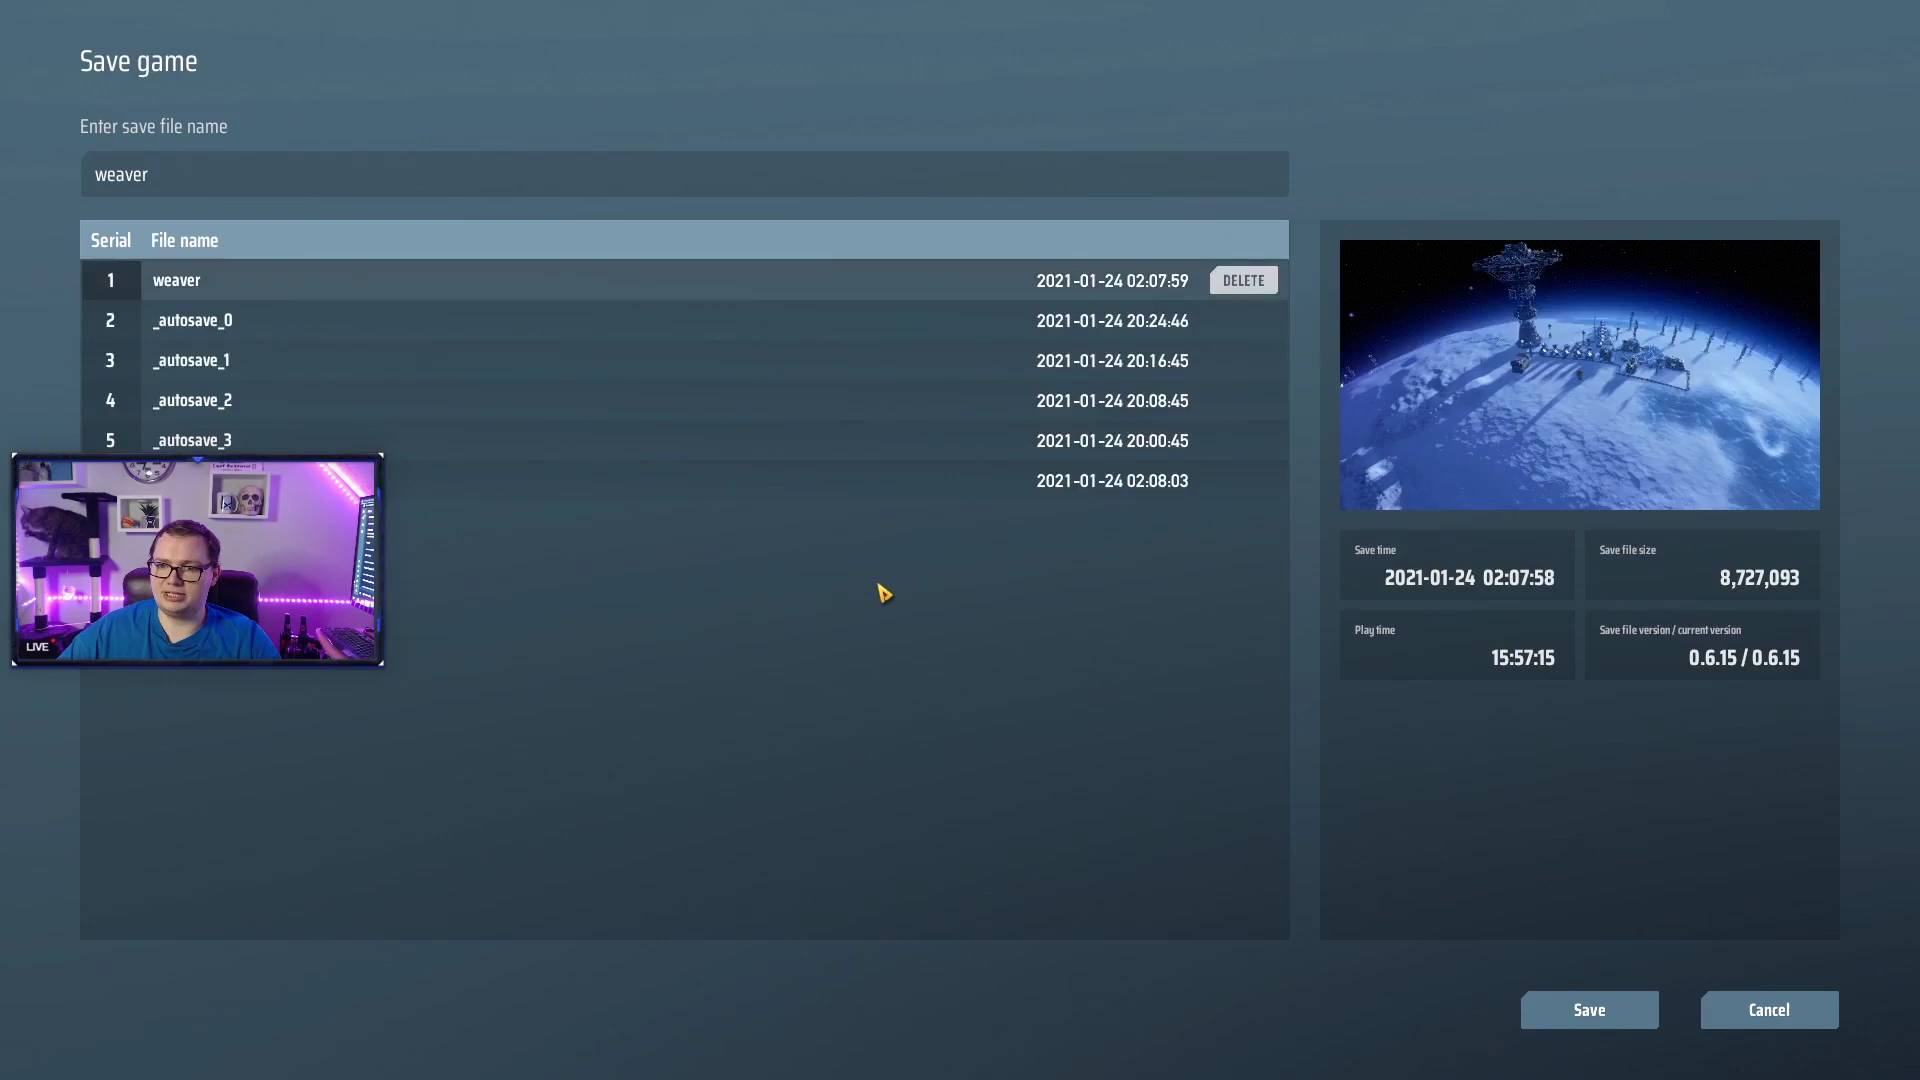 Save game
Enter save file name
weaver
Serial File name
1 weaver 2021-01-24 02:07:59 DELETE
2 _autosave_0 2021-01-24 20:24:46
3 _autosave_1 2021-01-24 20:16:45
4 _autosave_2 2021-01-24 20:08:45
5 _autosave_3 2021-01-24 20:00:45
2021-01-24 02:08:03
LIVE
Save time
2021-01-24 02:07:58
Save file size
8,727,093
Play time
15:57:15
Save file version / current version
0.6.15 / 0.6.15
Save
Cancel